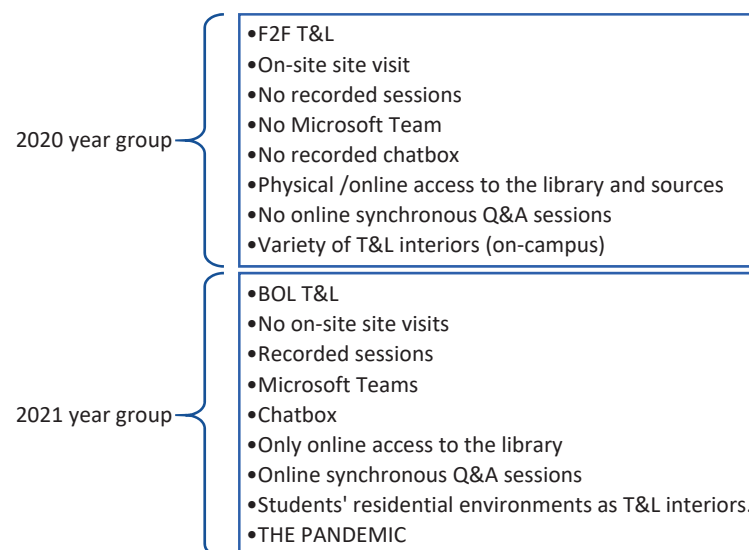 2020 year group
•F2F T&L
•On-site site visit
•No recorded sessions
•No Microsoft Team
•No recorded chatbox
•Physical /online access to the library and sources
•No online synchronous Q&A sessions
•Variety of T&L interiors (on-campus)
2021 year group
•BOL T&L
•No on-site site visits
•Recorded sessions
•Microsoft Teams
•Chatbox
•Only online access to the library
•Online synchronous Q&A sessions
•Students' residential environments as T&L interiors.
•THE PANDEMIC